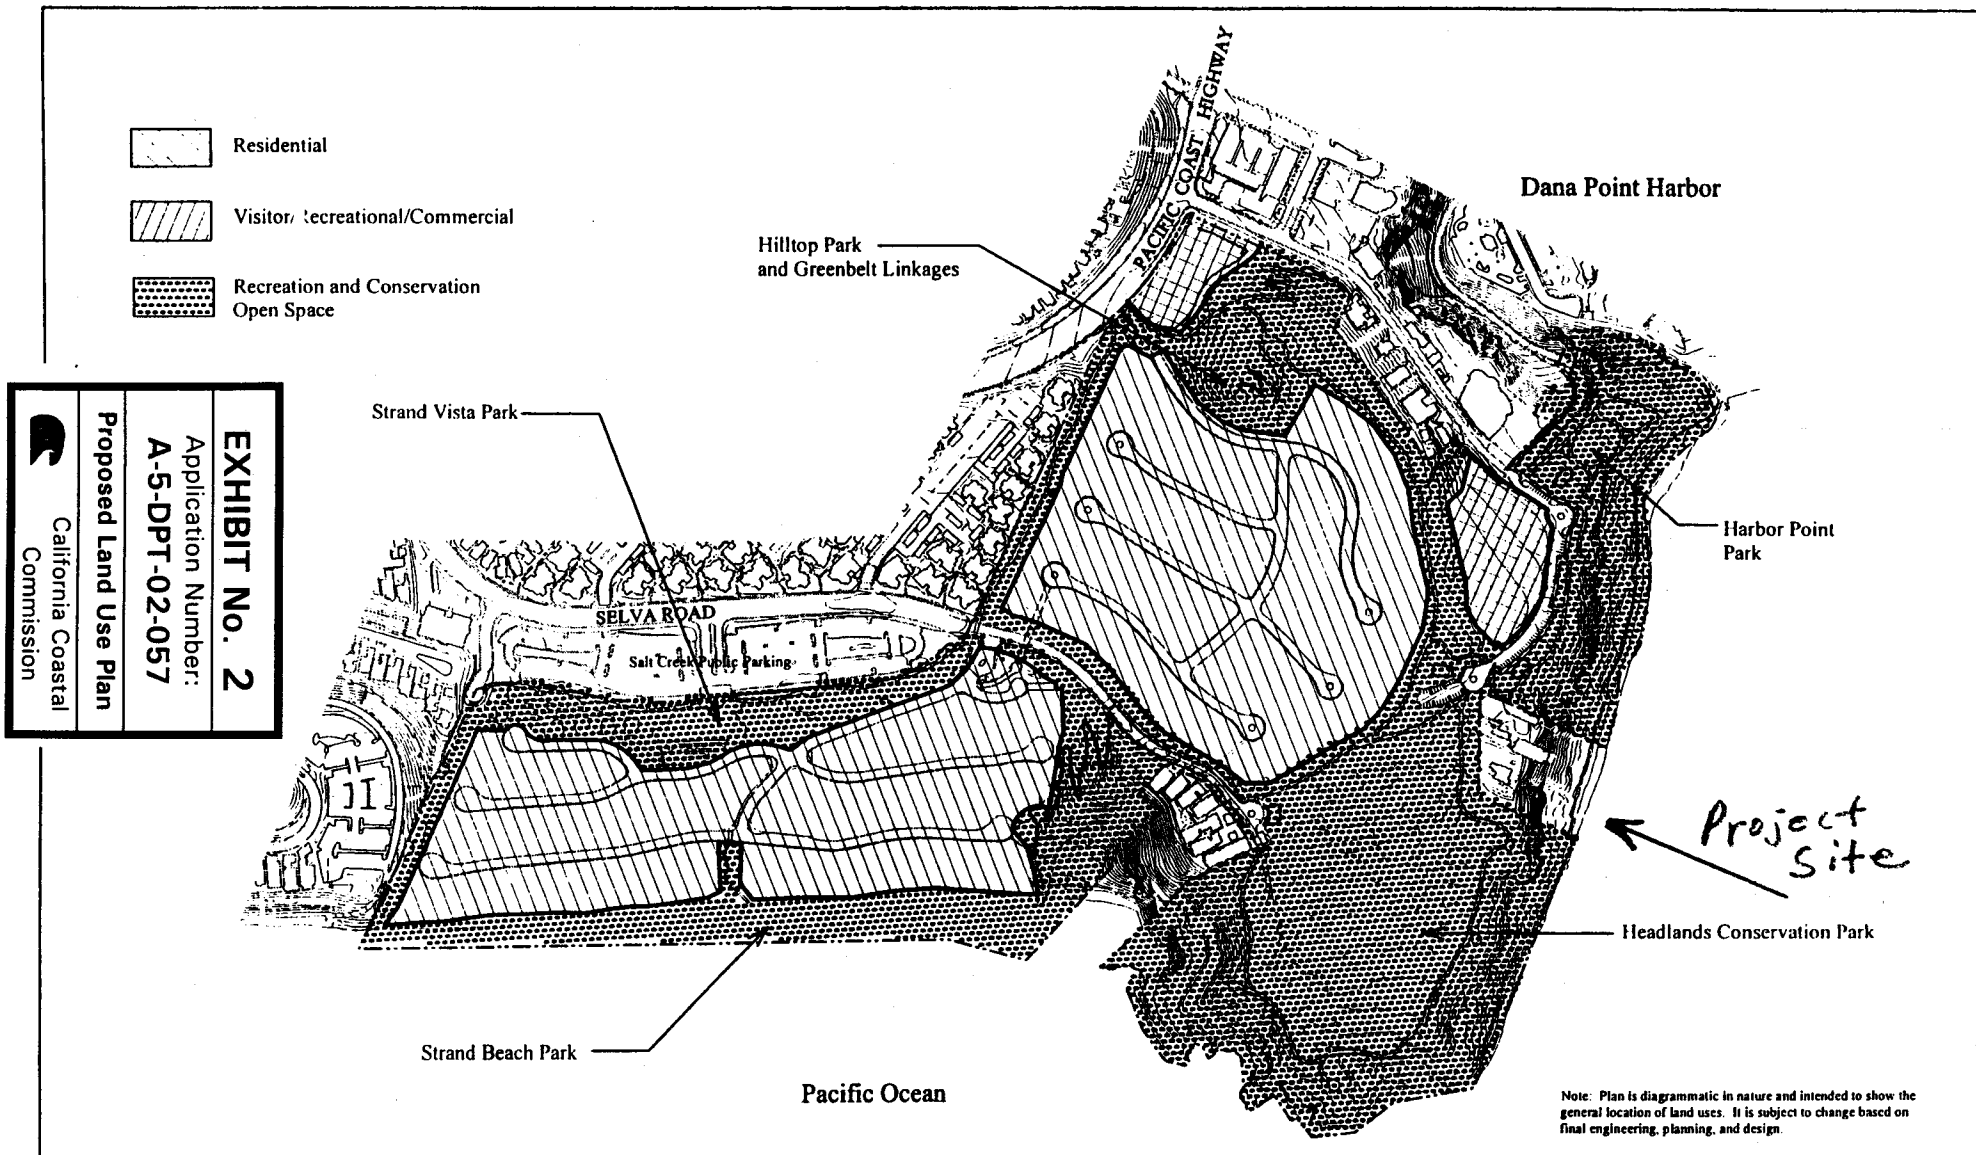 Residential
Visitor/ Recreational/Commercial
Recreation and Conservation
Open Space
EXHIBIT No. 2
Application Number:
A-5-DPT-02-057
Proposed Land Use Plan
California Coastal
Commission
PACIFIC COAST HIGHWAY
Dana Point Harbor
Hilltop Park
and Greenbelt Linkages
Strand Vista Park
SELVA ROAD
Salt Creek Public Parking
Harbor Point
Park
Project
Site
Headlands Conservation Park
Strand Beach Park
Pacific Ocean
Note: Plan is diagrammatic in nature and intended to show the
general location of land uses. It is subject to change based on
final engineering, planning, and design.